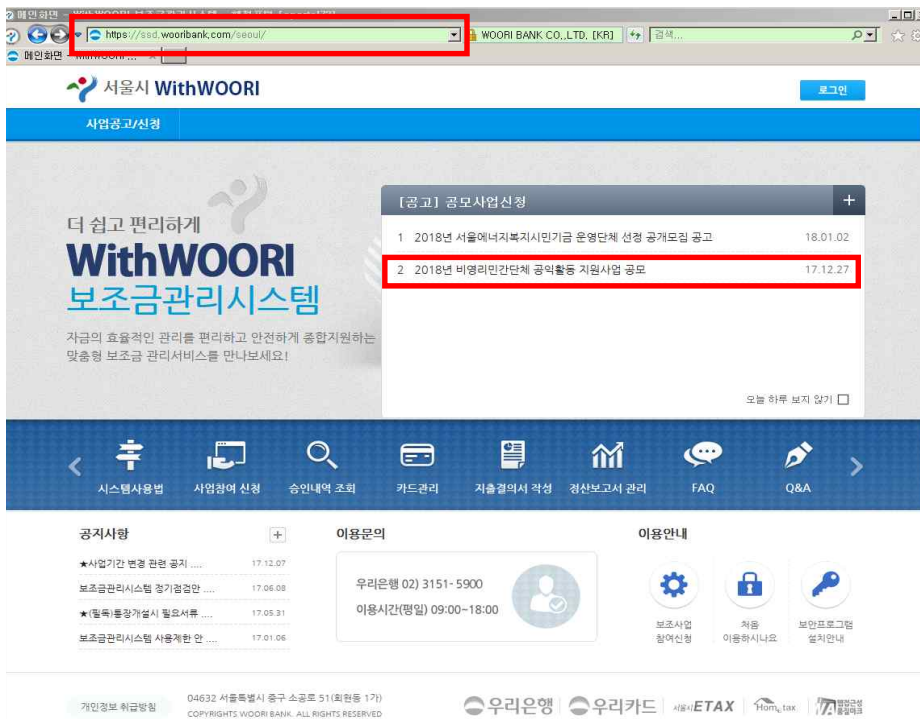 https://ssd.wooribank.com/seoul/
WOORI BANK CO.,LTD. [KR]
검색...
서울시 WithWOORI
로그인
사업공고/신청
더 쉽고 편리하게
WithWOORI
보조금관리시스템
자금의 효율적인 관리를 편리하고 안전하게 종합지원하는
맞춤형 보조금 관리서비스를 만나보세요!
[공고] 공모사업신청 +
1 2018년 서울에너지복지시민기금 운영단체 선정 공개모집 공고 18.01.02
2 2018년 비영리민간단체 공익활동 지원사업 공모 17.12.27
오늘 하루 보지 않기
시스템사용법 사업참여 신청 승인내역 조회 카드관리 지출결의서 작성 정산보고서 관리 FAQ Q&A
공지사항 +
★사업기간 변경 관련 공지 .... 17.12.07
보조금관리시스템 정기점검안 .... 17.06.08
★(필독)통장개설시 필요서류 .... 17.05.31
보조금관리시스템 사용제한 안 .... 17.01.06
이용문의
우리은행 02) 3151- 5900
이용시간(평일) 09:00~18:00
이용안내
보조사업
참여신청
처음
이용하시나요
보안프로그램
설치안내
개인정보 취급방침
04632 서울특별시 중구 소공로 51(회현동 1가)
COPYRIGHTS WOORI BANK. ALL RIGHTS RESERVED
우리은행 우리카드 서울시ETAX Hometax